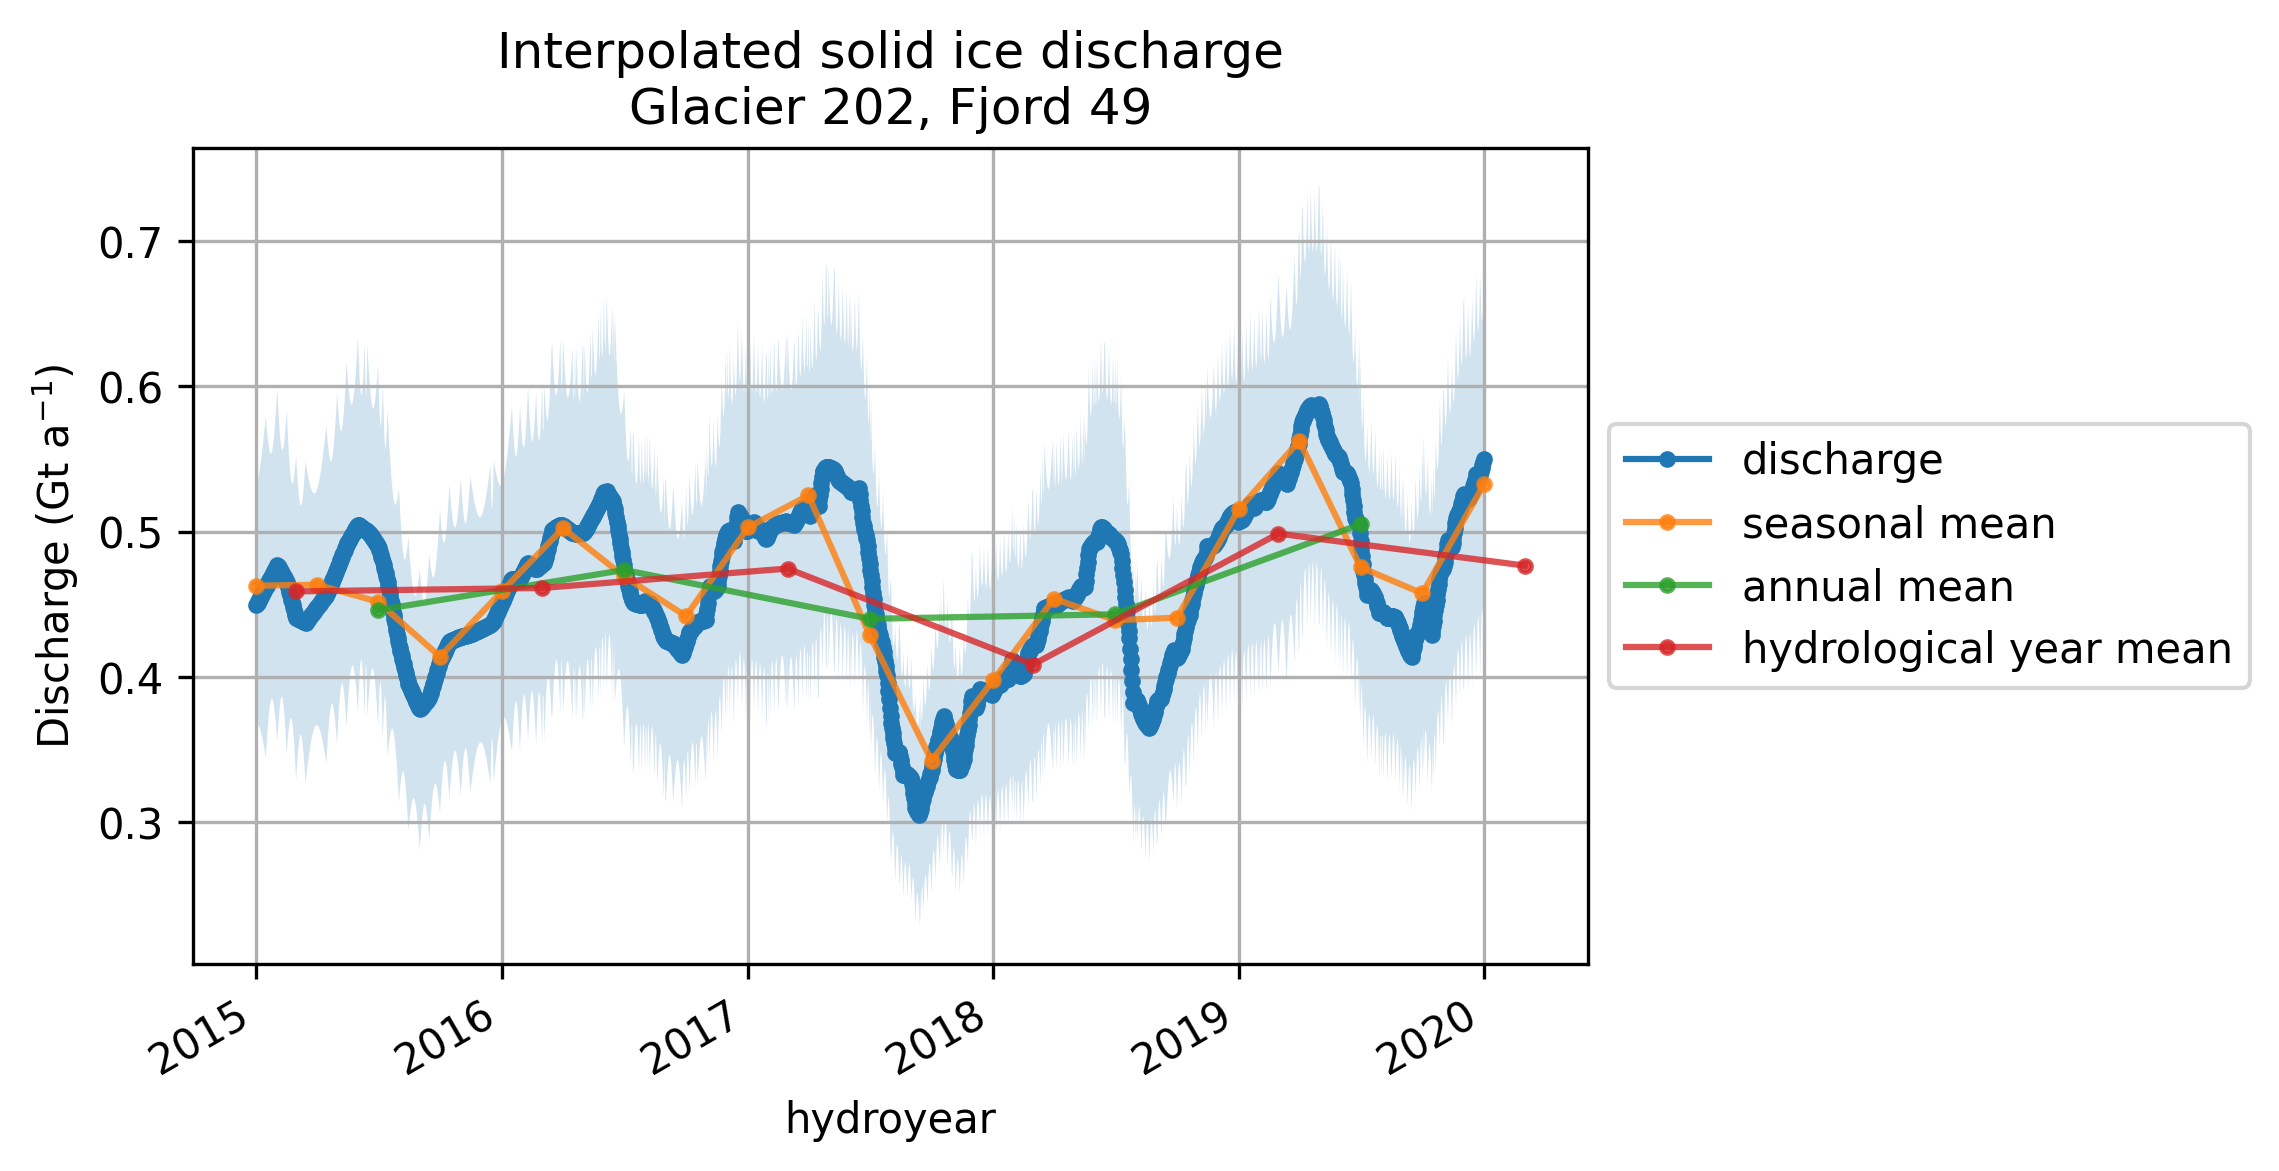 Interpolated solid ice discharge
Glacier 202, Fjord 49
Discharge (Gt a⁻¹)
0.7
0.6
0.5
0.4
0.3
2015
2016
2017
2018
2019
2020
hydroyear
discharge
seasonal mean
annual mean
hydrological year mean